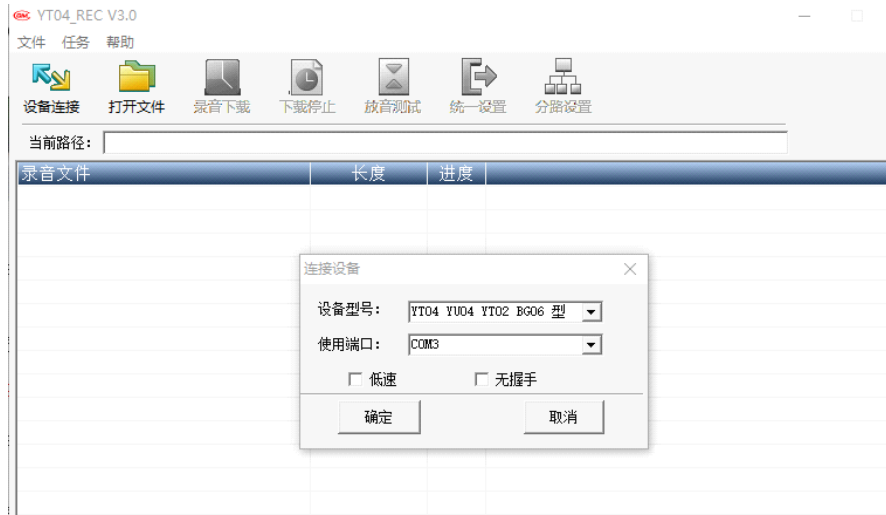 YT04_REC V3.0
文件 任务 帮助
设备连接 打开文件 录音下载 下载停止 放音测试 统一设置 分路设置
当前路径:
录音文件 长度 进度
连接设备
设备型号: YT04 YU04 YT02 BG06 型
使用端口: COM3
低速 无握手
确定 取消